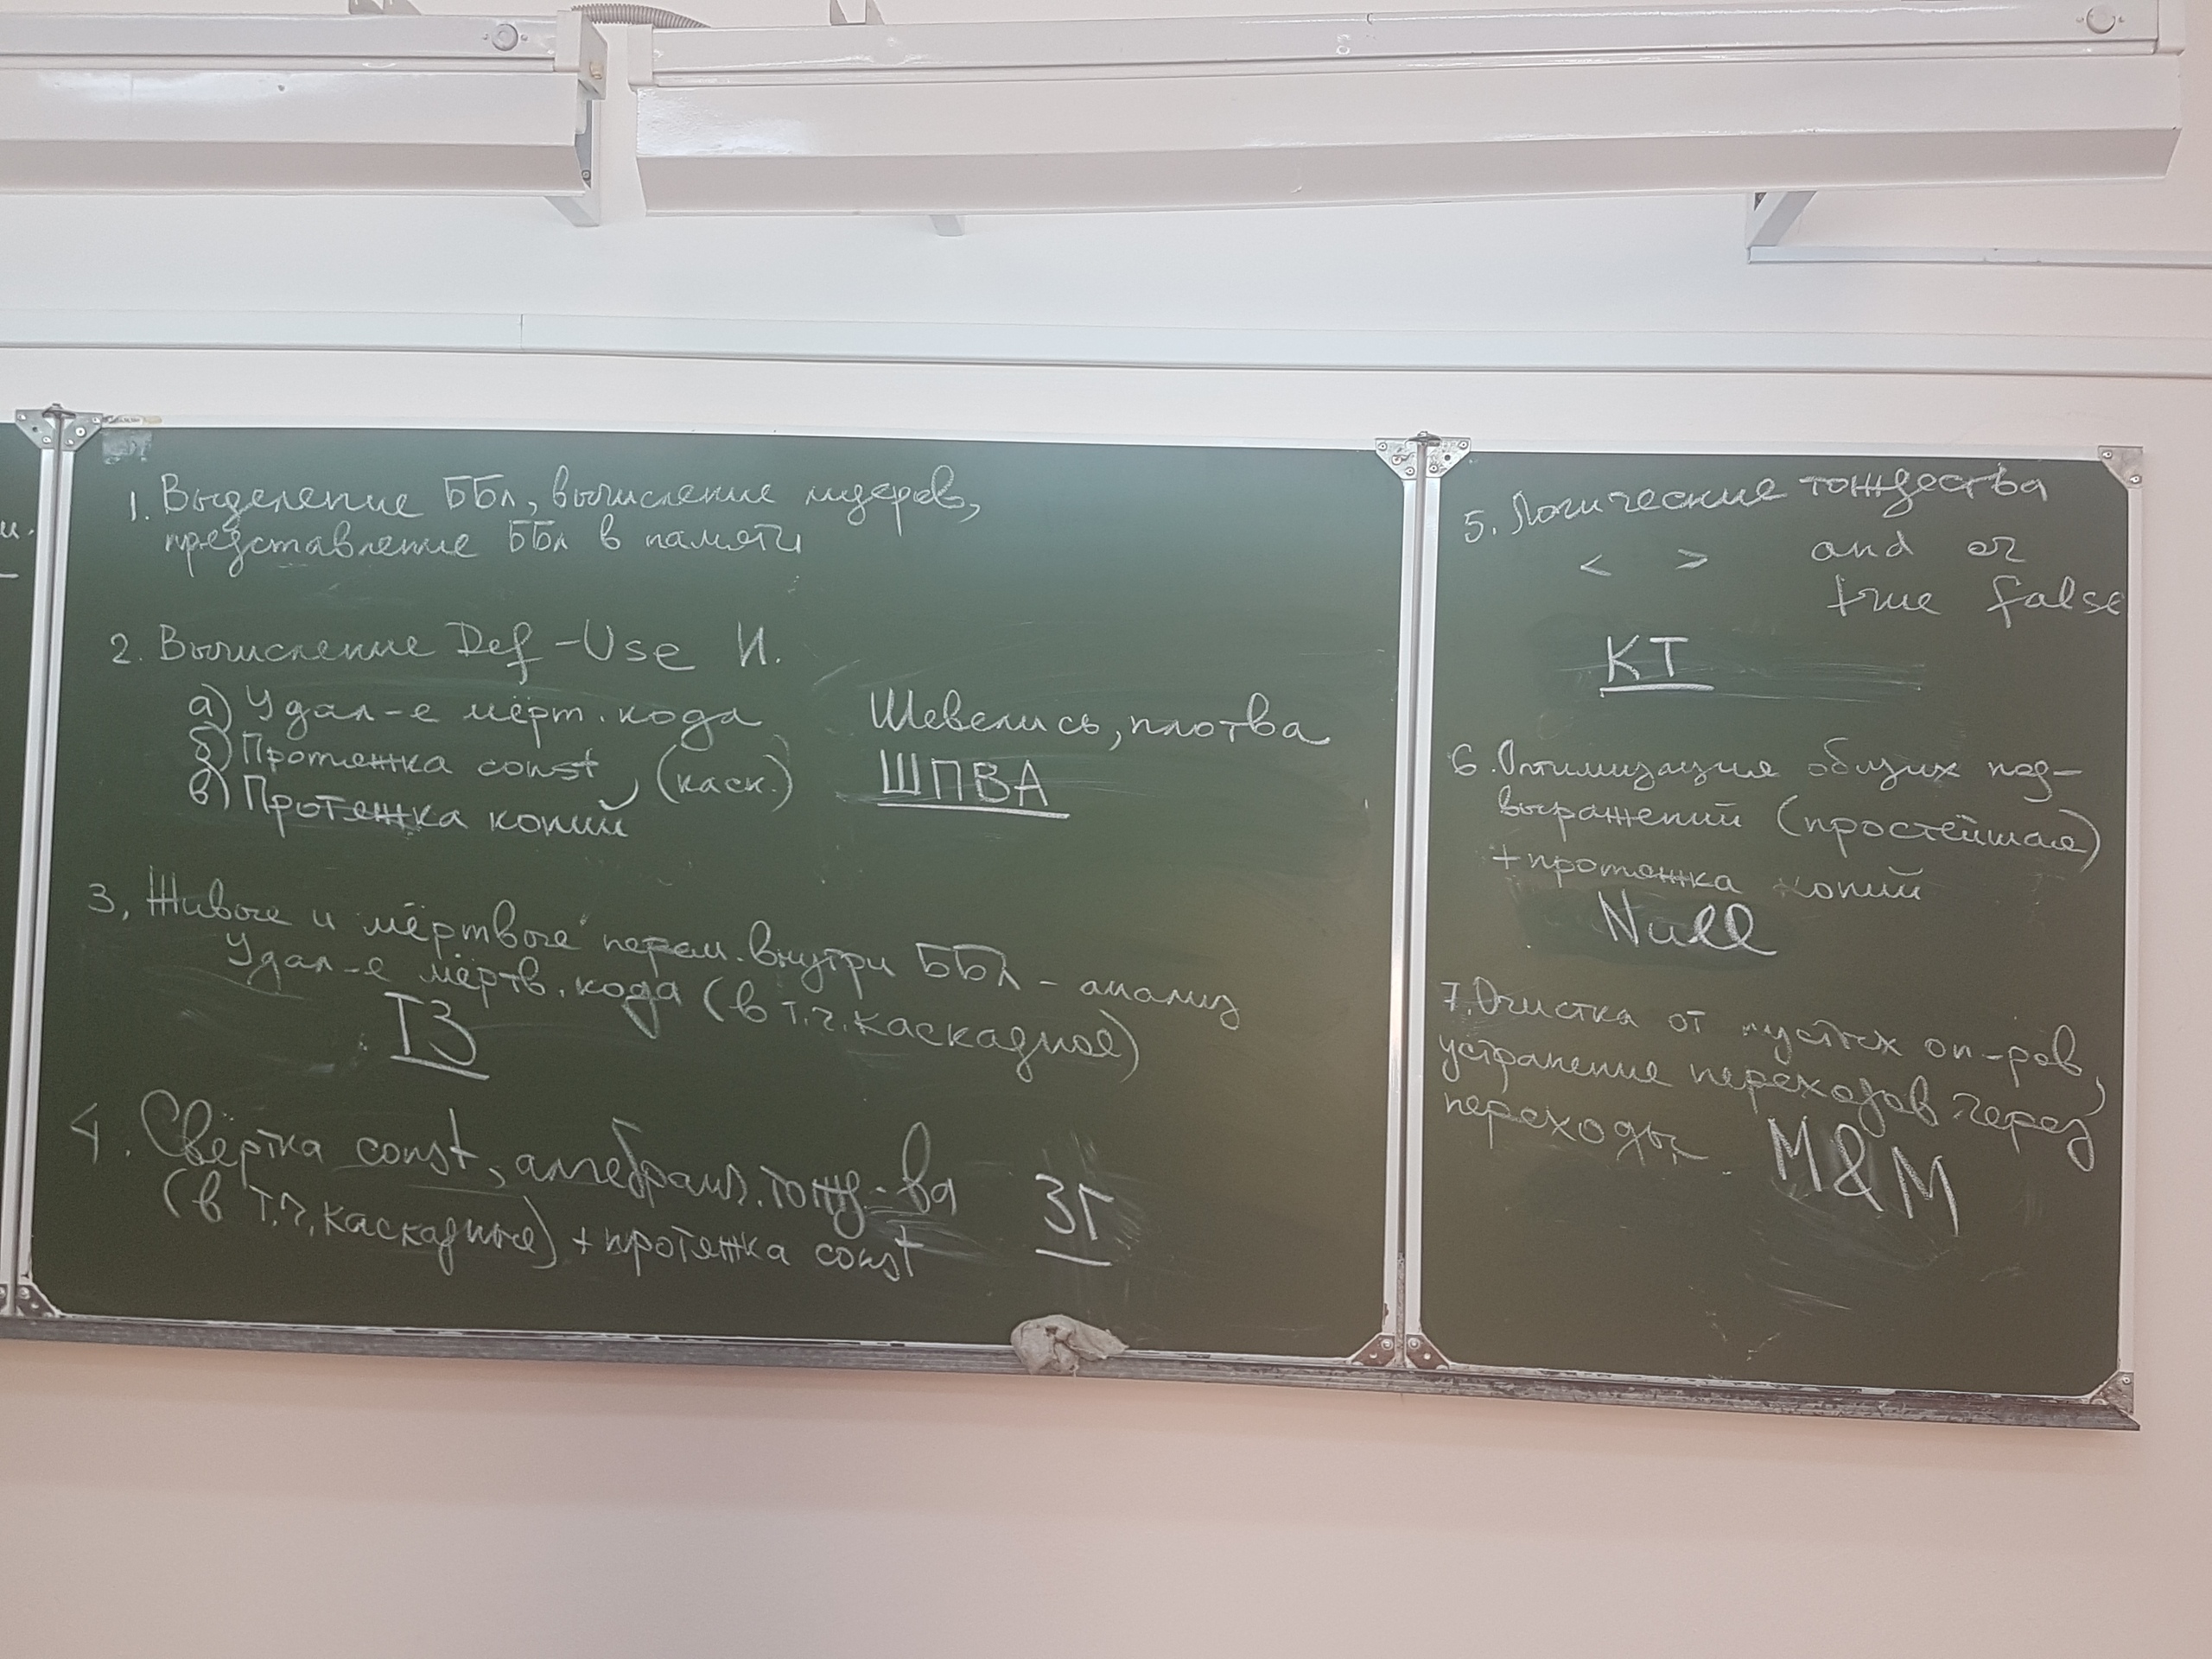 и.
1. Выделение ББл, вычисление лидеров,
представление ББл в памяти
2. Вычисление Def-Use И.
а) Удал-е мёрт. кода
б) Протяжка const, (каск.)
в) Протяжка копий
Шевелись, плотва
ШПВА
3. Живые и мёртвые перем. внутри ББл - анализ
Удал-е мёртв. кода (в т.ч. каскадное)
ТЗ
4. Свёртка const, алгебраич. тожд-ва
(в т.ч. каскадные) + протяжка const
ЗГ
5. Логические тождества
< > and or
true false
КТ
6. Оптимизация общих под-
выражений (простейшая)
+ протяжка копий
Null
7. Очистка от пустых оп-ров,
устранение переходов через
переходы
M&M